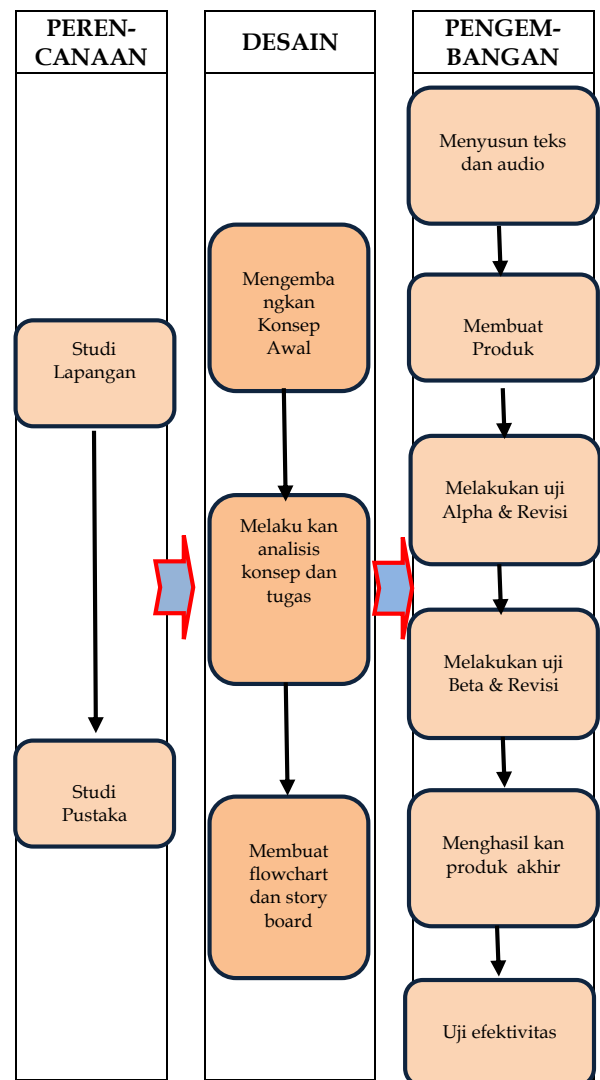 PEREN-
CANAAN
Studi
Lapangan
Studi
Pustaka
DESAIN
Mengemba
ngkan
Konsep
Awal
Melaku kan
analisis
konsep dan
tugas
Membuat
flowchart
dan story
board
PENGEM-
BANGAN
Menyusun teks
dan audio
Membuat
Produk
Melakukan uji
Alpha & Revisi
Melakukan uji
Beta & Revisi
Menghasil kan
produk akhir
Uji efektivitas